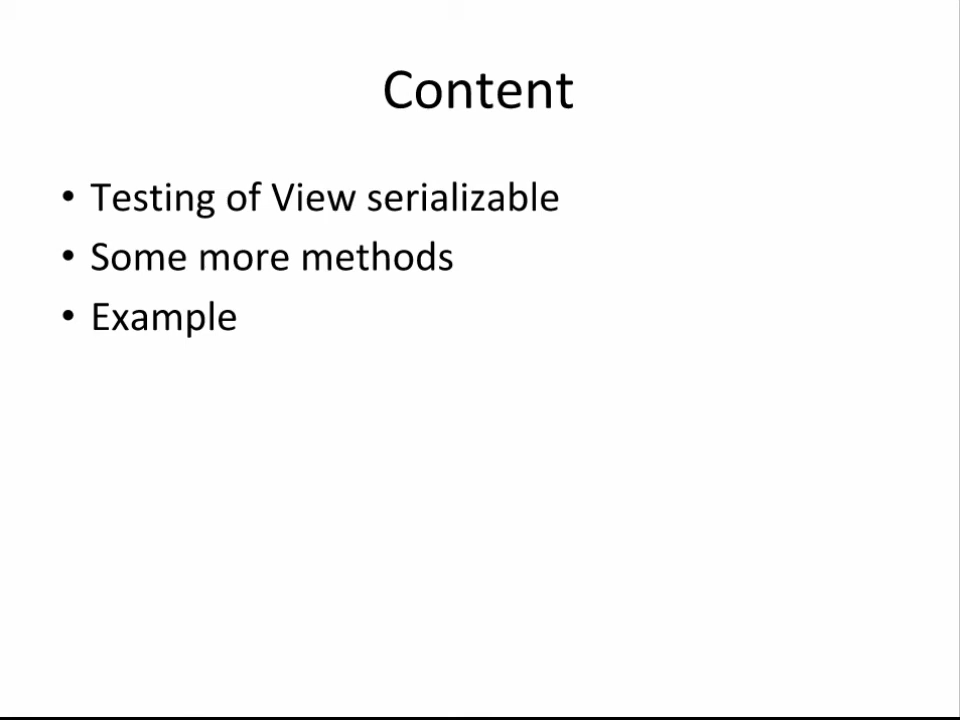 Content
• Testing of View serializable
• Some more methods
• Example